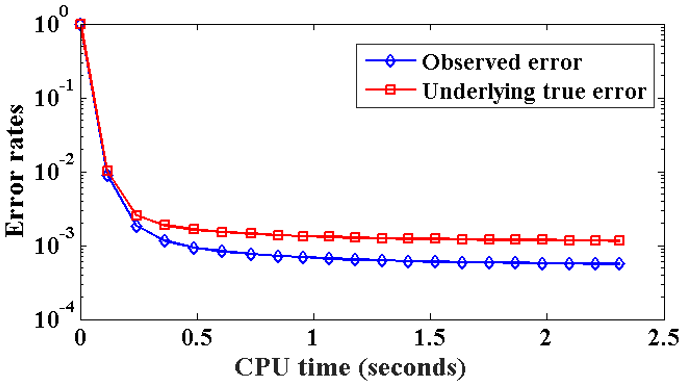 10^0
10^-1
10^-2
10^-3
10^-4
Error rates
Observed error
Underlying true error
0
0.5
1
1.5
2
2.5
CPU time (seconds)